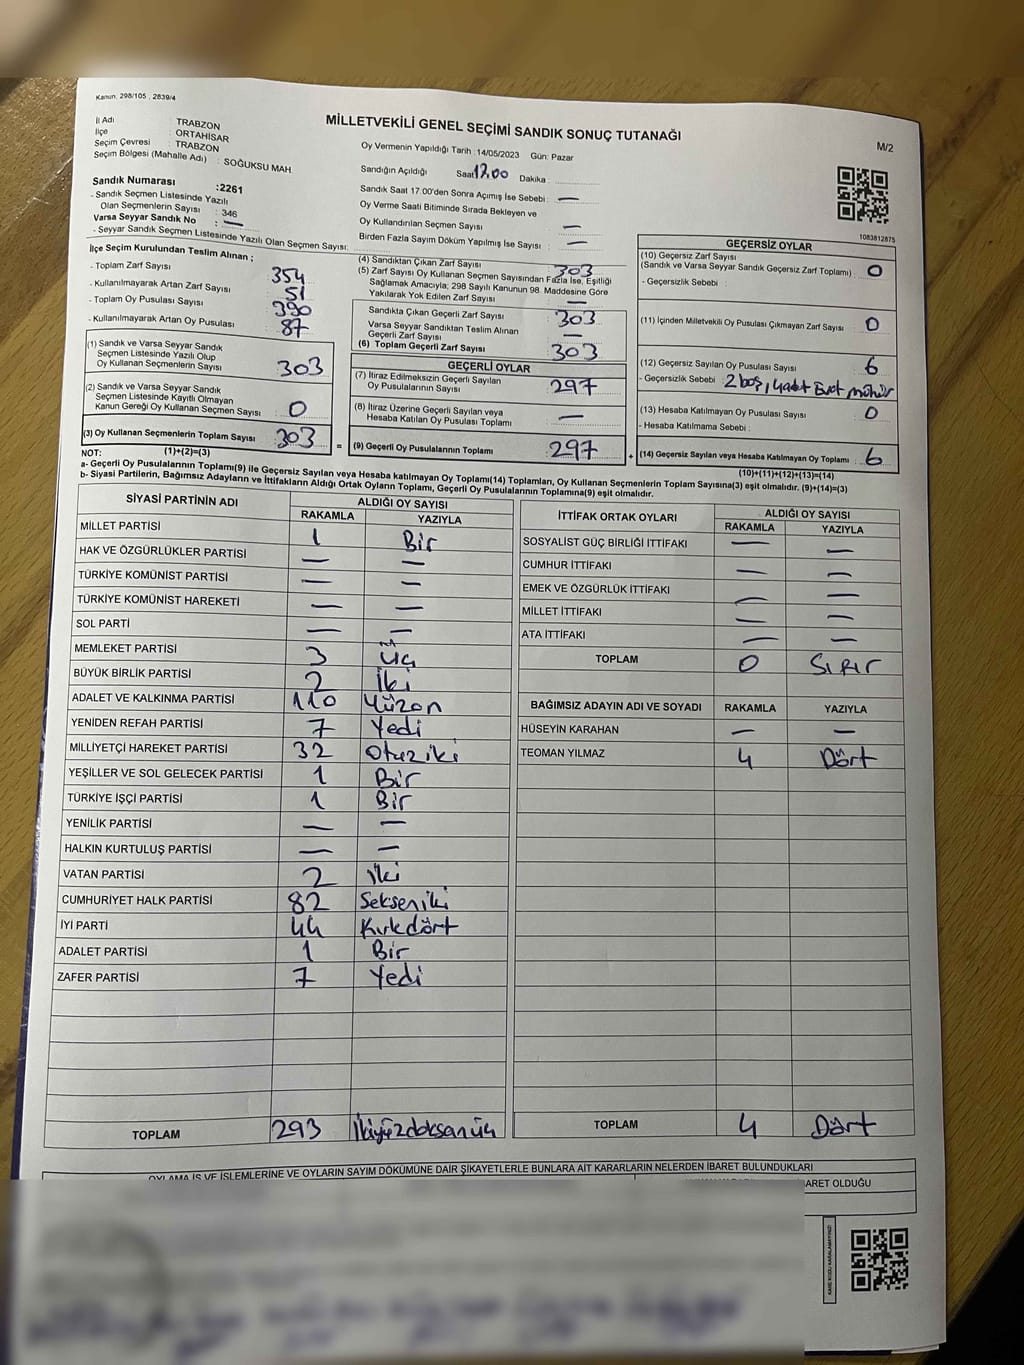 Kanun: 298/105 , 2839/4
MİLLETVEKİLİ GENEL SEÇİMİ SANDIK SONUÇ TUTANAĞI
M/2
İl Adı : TRABZON
İlçe : ORTAHİSAR
Seçim Çevresi : TRABZON
Seçim Bölgesi (Mahalle Adı) : SOĞUKSU MAH.
Sandık Numarası :2261
- Sandık Seçmen Listesinde Yazılı
Olan Seçmenlerin Sayısı : 346
Varsa Seyyar Sandık No : —
- Seyyar Sandık Seçmen Listesinde Yazılı Olan Seçmen Sayısı:
Oy Vermenin Yapıldığı Tarih :14/05/2023 Gün: Pazar
Sandığın Açıldığı Saat 17.00 Dakika :
Sandık Saat 17.00'den Sonra Açımış İse Sebebi : —
Oy Verme Saati Bitiminde Sırada Bekleyen ve
Oy Kullandırılan Seçmen Sayısı : —
Birden Fazla Sayım Döküm Yapılmış İse Sayısı : —
1083812875
İlçe Seçim Kurulundan Teslim Alınan ;
- Toplam Zarf Sayısı : 354
- Kullanılmayarak Artan Zarf Sayısı : 51
- Toplam Oy Pusulası Sayısı : 390
- Kullanılmayarak Artan Oy Pusulası : 87
(1) Sandık ve Varsa Seyyar Sandık
Seçmen Listesinde Yazılı Olup
Oy Kullanan Seçmenlerin Sayısı : 303
(2) Sandık ve Varsa Seyyar Sandık
Seçmen Listesinde Kayıtlı Olmayan
Kanun Gereği Oy Kullanan Seçmen Sayısı : 0
(3) Oy Kullanan Seçmenlerin Toplam Sayısı : 303
(4) Sandıktan Çıkan Zarf Sayısı : 303
(5) Zarf Sayısı Oy Kullanan Seçmen Sayısından Fazla İse, Eşitliği
Sağlamak Amacıyla; 298 Sayılı Kanunun 98. Maddesine Göre
Yakılarak Yok Edilen Zarf Sayısı : —
Sandıkta Çıkan Geçerli Zarf Sayısı : 303
Varsa Seyyar Sandıktan Teslim Alınan
Geçerli Zarf Sayısı : —
(6) Toplam Geçerli Zarf Sayısı : 303
GEÇERLİ OYLAR
(7) İtiraz Edilmeksizin Geçerli Sayılan
Oy Pusulalarının Sayısı : 297
(8) İtiraz Üzerine Geçerli Sayılan veya
Hesaba Katılan Oy Pusulası Toplamı : —
= (9) Geçerli Oy Pusulalarının Toplamı : 297
GEÇERSİZ OYLAR
(10) Geçersiz Zarf Sayısı
(Sandık ve Varsa Seyyar Sandık Geçersiz Zarf Toplamı) : 0
- Geçersizlik Sebebi :
(11) İçinden Milletvekili Oy Pusulası Çıkmayan Zarf Sayısı : 0
(12) Geçersiz Sayılan Oy Pusulası Sayısı : 6
- Geçersizlik Sebebi : 2 boş, 4 adet Evet mühür
(13) Hesaba Katılmayan Oy Pusulası Sayısı : 0
- Hesaba Katılmama Sebebi :
+ (14) Geçersiz Sayılan veya Hesaba Katılmayan Oy Toplamı : 6
NOT: (1)+(2)=(3) (10)+(11)+(12)+(13)=(14)
a- Geçerli Oy Pusulalarının Toplamı(9) ile Geçersiz Sayılan veya Hesaba katılmayan Oy Toplamı(14) Toplamları, Oy Kullanan Seçmenlerin Toplam Sayısına(3) eşit olmalıdır. (9)+(14)=(3)
b- Siyasi Partilerin, Bağımsız Adayların ve İttifakların Aldığı Ortak Oyların Toplamı, Geçerli Oy Pusulalarının Toplamına(9) eşit olmalıdır.
SİYASİ PARTİNİN ADI ALDIĞI OY SAYISI
RAKAMLA YAZIYLA
MİLLET PARTİSİ 1 Bir
HAK VE ÖZGÜRLÜKLER PARTİSİ — —
TÜRKİYE KOMÜNİST PARTİSİ — —
TÜRKİYE KOMÜNİST HAREKETİ — —
SOL PARTİ — —
MEMLEKET PARTİSİ 3 Üç
BÜYÜK BİRLİK PARTİSİ 2 İki
ADALET VE KALKINMA PARTİSİ 110 Yüzon
YENİDEN REFAH PARTİSİ 7 Yedi
MİLLİYETÇİ HAREKET PARTİSİ 32 Otuziki
YEŞİLLER VE SOL GELECEK PARTİSİ 1 Bir
TÜRKİYE İŞÇİ PARTİSİ 1 Bir
YENİLİK PARTİSİ — —
HALKIN KURTULUŞ PARTİSİ — —
VATAN PARTİSİ 2 İki
CUMHURİYET HALK PARTİSİ 82 Sekseniki
İYİ PARTİ 44 Kırkdört
ADALET PARTİSİ 1 Bir
ZAFER PARTİSİ 7 Yedi
TOPLAM 293 İkiyüzdoksanüç
İTTİFAK ORTAK OYLARI ALDIĞI OY SAYISI
RAKAMLA YAZIYLA
SOSYALİST GÜÇ BİRLİĞİ İTTİFAKI — —
CUMHUR İTTİFAKI — —
EMEK VE ÖZGÜRLÜK İTTİFAKI — —
MİLLET İTTİFAKI — —
ATA İTTİFAKI — —
TOPLAM 0 Sıfır
BAĞIMSIZ ADAYIN ADI VE SOYADI RAKAMLA YAZIYLA
HÜSEYİN KARAHAN — —
TEOMAN YILMAZ 4 Dört
TOPLAM 4 Dört
OYLAMA İŞ VE İŞLEMLERİNE VE OYLARIN SAYIM DÖKÜMÜNE DAİR ŞİKAYETLERLE BUNLARA AİT KARARLARIN NELERDEN İBARET BULUNDUKLARI
BARET OLDUĞU
KARE KODU KARALAMAYINIZ!